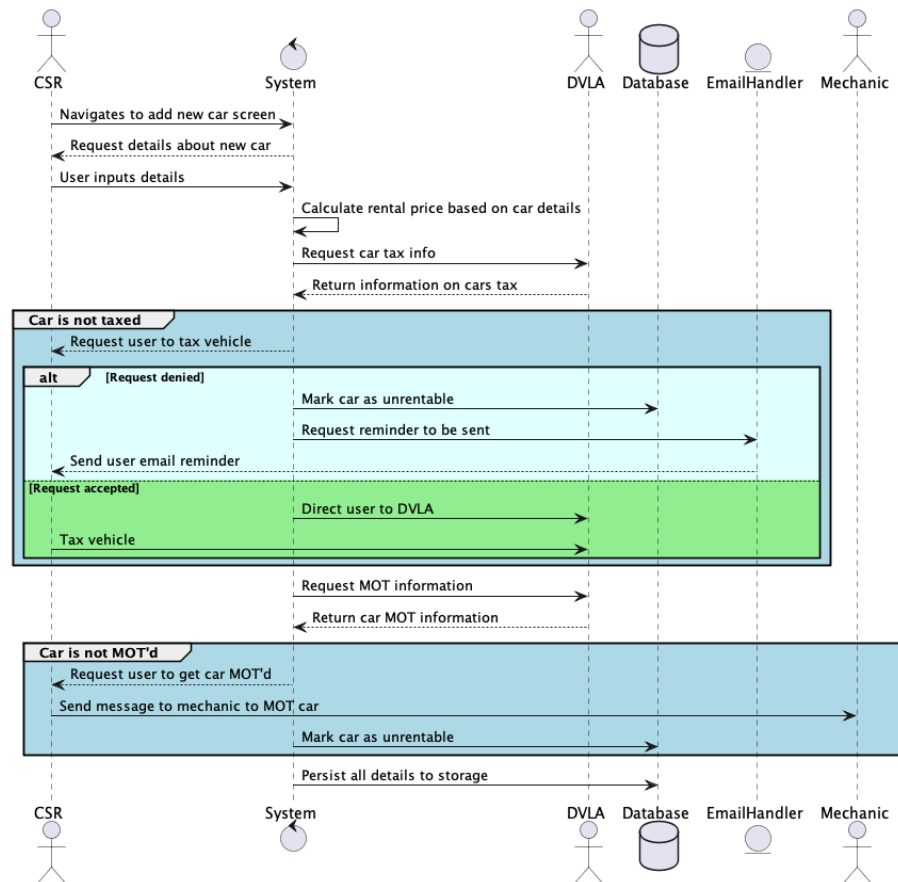 CSR System DVLA Database EmailHandler Mechanic
Navigates to add new car screen
Request details about new car
User inputs details
Calculate rental price based on car details
Request car tax info
Return information on cars tax
Car is not taxed
Request user to tax vehicle
alt [Request denied]
Mark car as unrentable
Request reminder to be sent
Send user email reminder
[Request accepted]
Direct user to DVLA
Tax vehicle
Request MOT information
Return car MOT information
Car is not MOT'd
Request user to get car MOT'd
Send message to mechanic to MOT car
Mark car as unrentable
Persist all details to storage
CSR System DVLA Database EmailHandler Mechanic